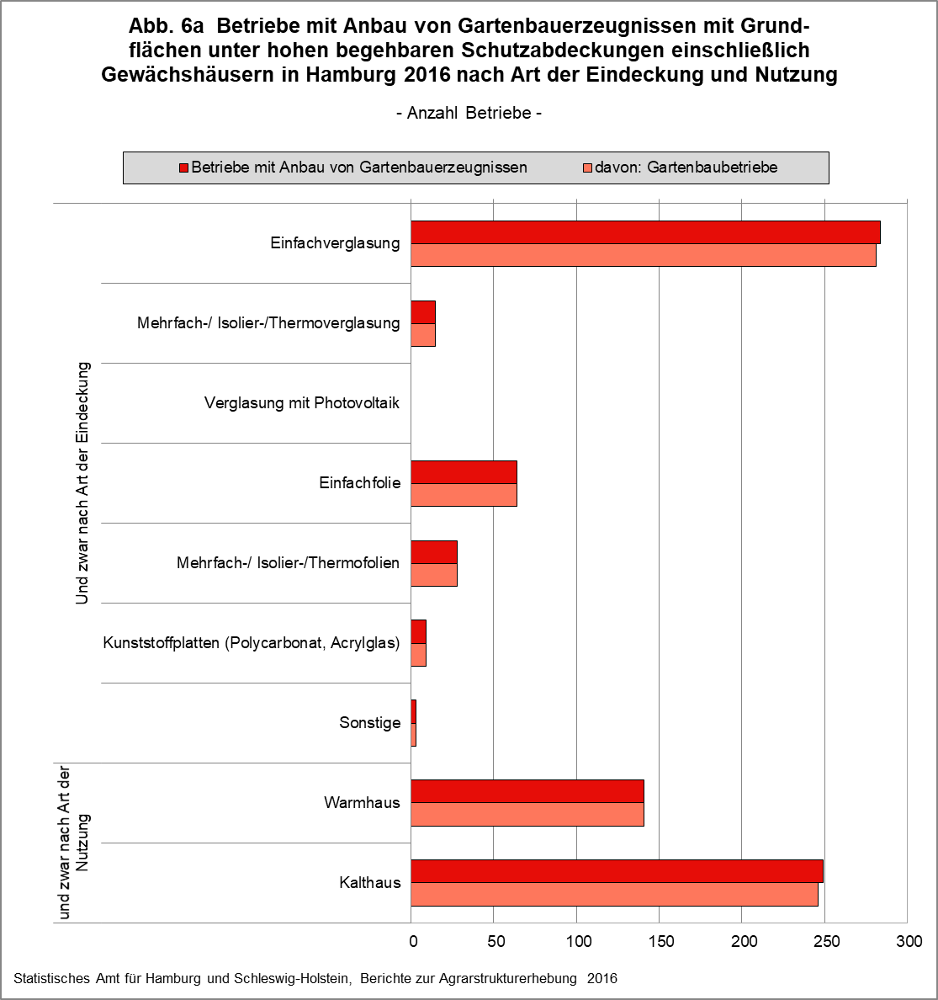 Abb. 6a  Betriebe mit Anbau von Gartenbauerzeugnissen mit Grund-
flächen unter hohen begehbaren Schutzabdeckungen einschließlich
Gewächshäusern in Hamburg 2016 nach Art der Eindeckung und Nutzung
- Anzahl Betriebe -
Betriebe mit Anbau von Gartenbauerzeugnissen
davon: Gartenbaubetriebe
Und zwar nach Art der Eindeckung
Einfachverglasung
Mehrfach-/ Isolier-/Thermoverglasung
Verglasung mit Photovoltaik
Einfachfolie
Mehrfach-/ Isolier-/Thermofolien
Kunststoffplatten (Polycarbonat, Acrylglas)
Sonstige
und zwar nach Art der
Nutzung
Warmhaus
Kalthaus
0 50 100 150 200 250 300
Statistisches Amt für Hamburg und Schleswig-Holstein,  Berichte zur Agrarstrukturerhebung  2016